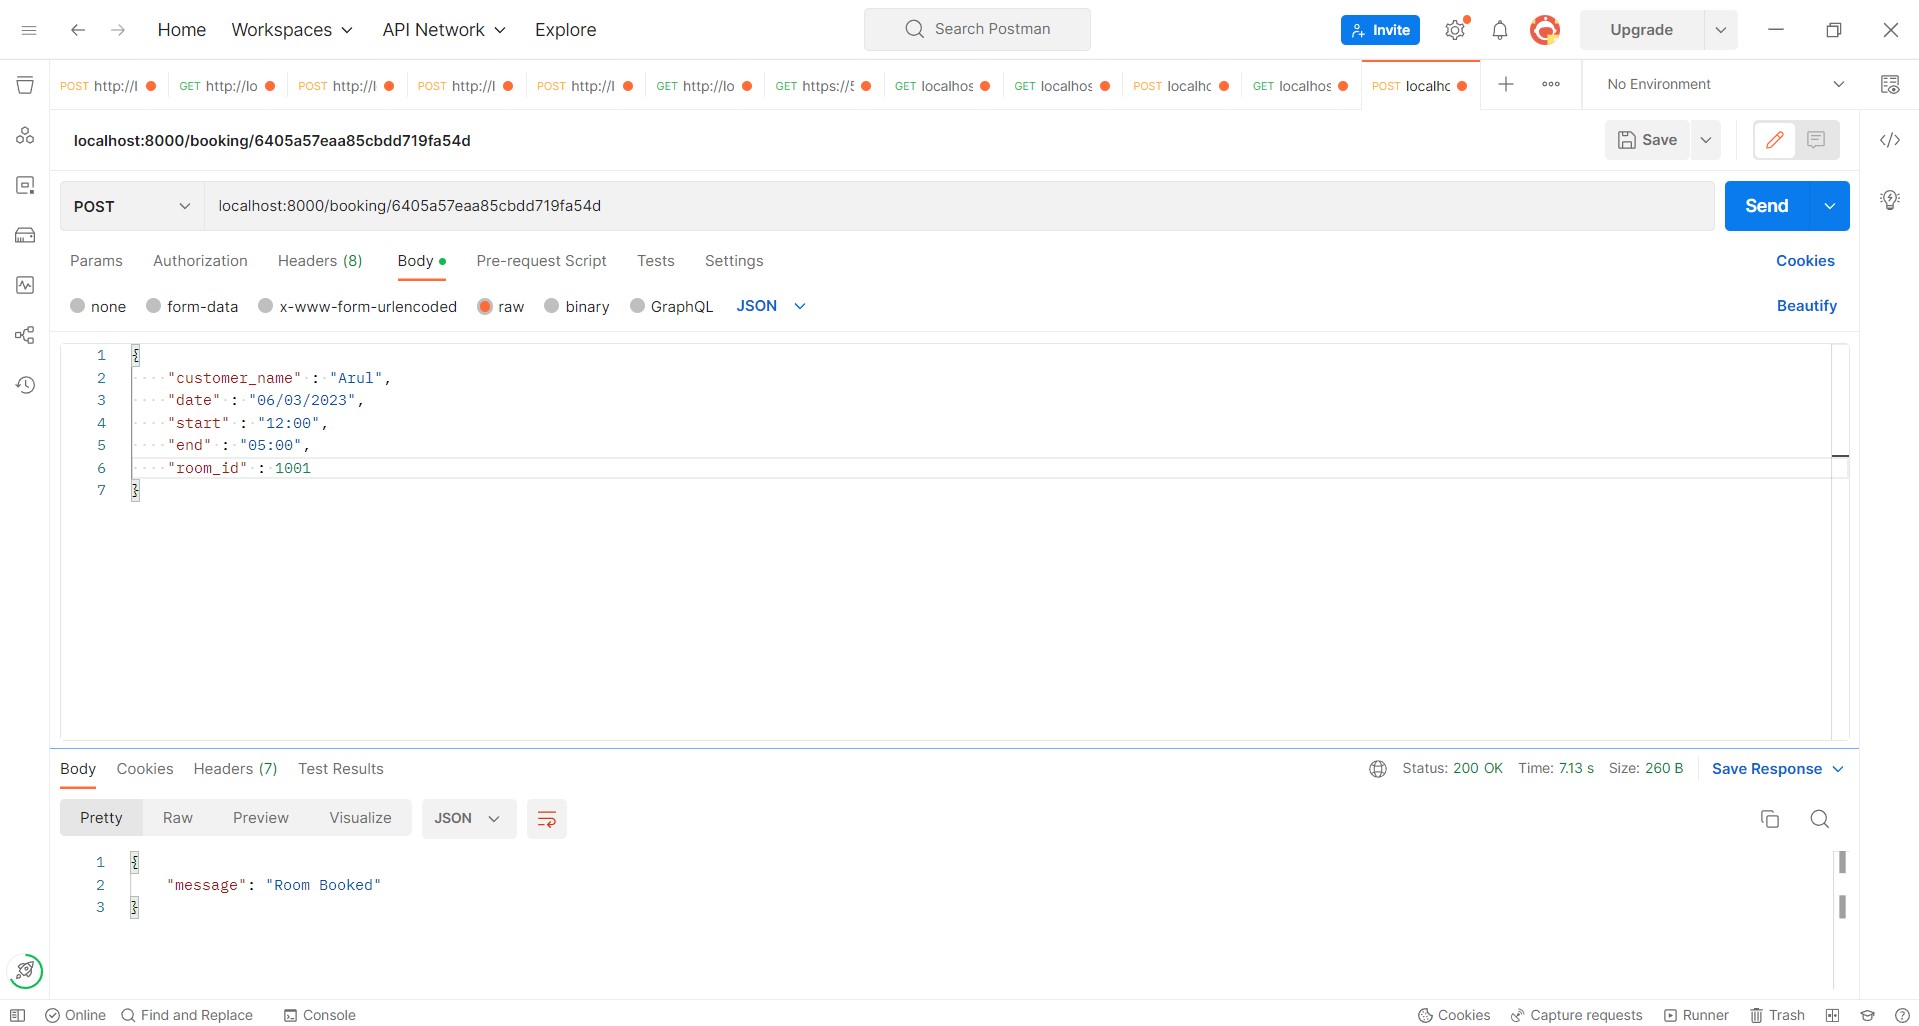 Home Workspaces API Network Explore Search Postman Invite Upgrade
POST http://l GET http://lo POST http://l POST http://l POST http://l GET http://lo GET https://5 GET localhos GET localhos POST localhc GET localhos POST localhc No Environment
localhost:8000/booking/6405a57eaa85cbdd719fa54d Save
POST localhost:8000/booking/6405a57eaa85cbdd719fa54d Send
Params Authorization Headers (8) Body Pre-request Script Tests Settings Cookies
none form-data x-www-form-urlencoded raw binary GraphQL JSON Beautify
1 {
2 "customer_name" : "Arul",
3 "date" : "06/03/2023",
4 "start" : "12:00",
5 "end" : "05:00",
6 "room_id" : 1001
7 }
Body Cookies Headers (7) Test Results Status: 200 OK Time: 7.13 s Size: 260 B Save Response
Pretty Raw Preview Visualize JSON
1 {
2 "message": "Room Booked"
3 }
Online Find and Replace Console Cookies Capture requests Runner Trash